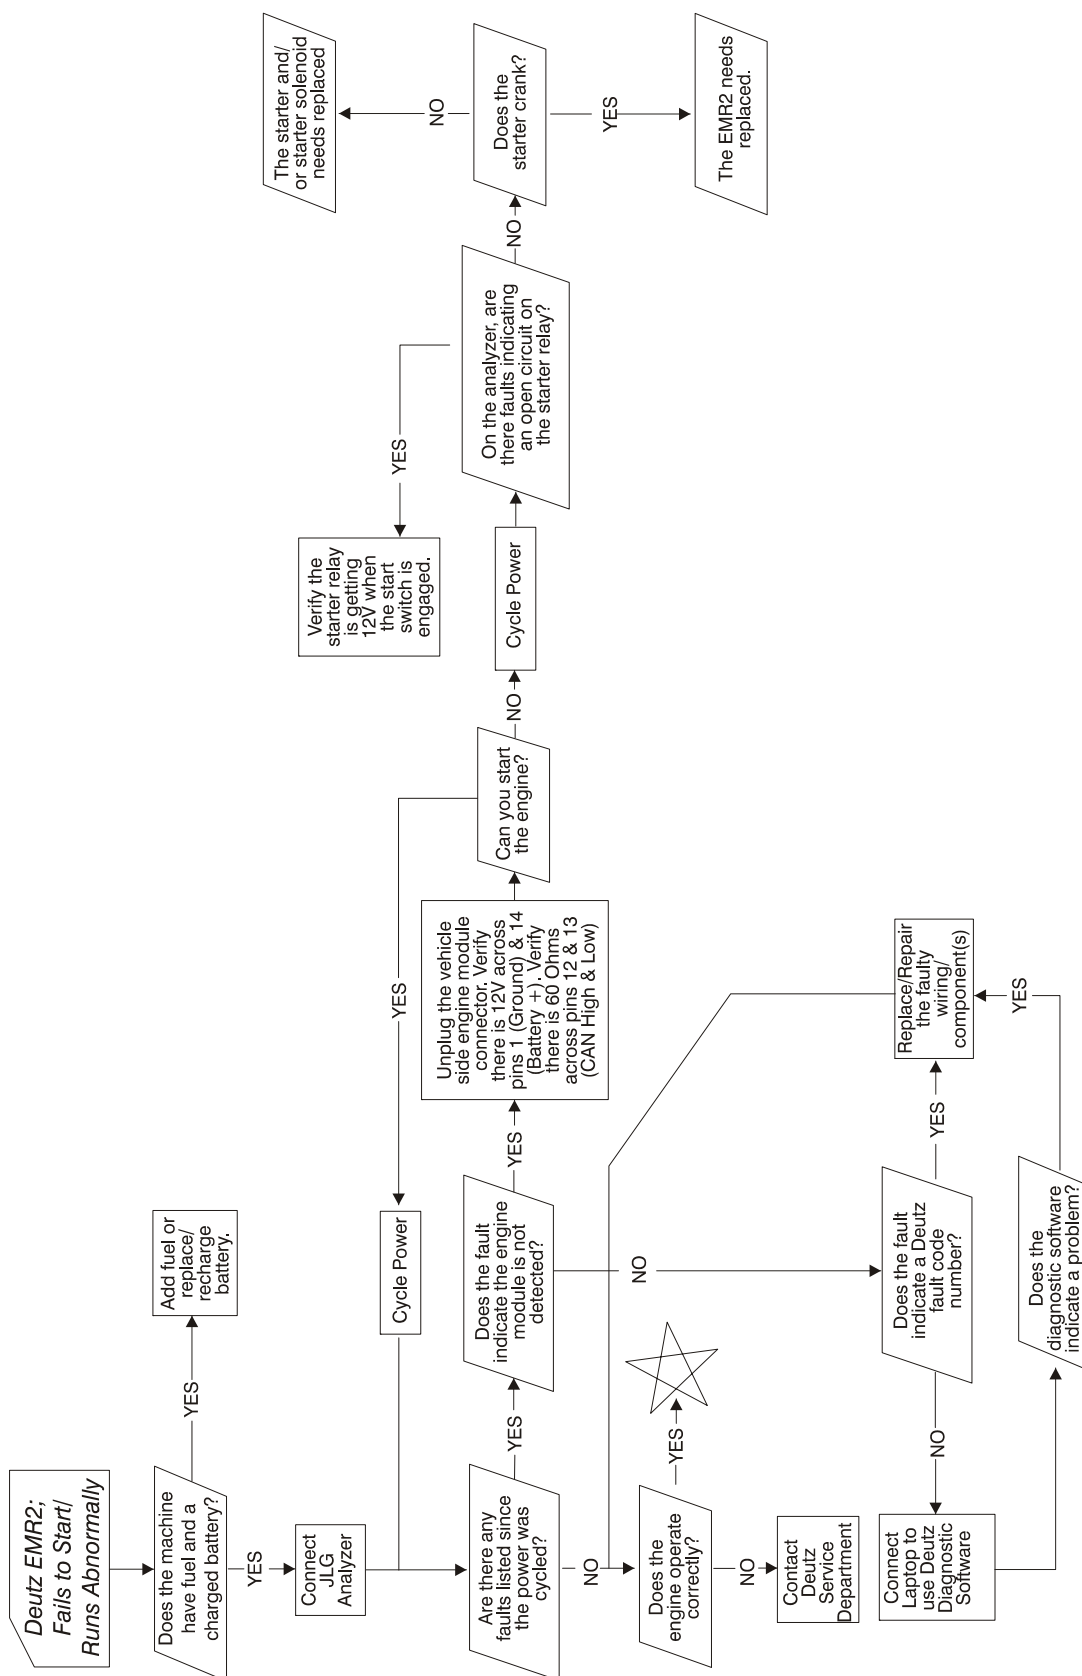 Deutz EMR2;
Fails to Start/
Runs Abnormally
Does the machine
have fuel and a
charged battery?
YES
Add fuel or
replace/
recharge
battery.
YES
Connect
JLG
Analyzer
Cycle Power
YES
Are there any
faults listed since
the power was
cycled?
YES
Does the fault
indicate the engine
module is not
detected?
YES
Unplug the vehicle
side engine module
connector. Verify
there is 12V across
pins 1 (Ground) & 14
(Battery +). Verify
there is 60 Ohms
across pins 12 & 13
(CAN High & Low)
Can you start
the engine?
NO
Cycle Power
On the analyzer, are
there faults indicating
an open circuit on
the starter relay?
YES
Verify the
starter relay
is getting
12V when
the start
switch is
engaged.
NO
Does the
starter crank?
NO
The starter and/
or starter solenoid
needs replaced
YES
The EMR2 needs
replaced.
NO
Does the
engine operate
correctly?
YES
NO
Contact
Deutz
Service
Department
NO
Does the fault
indicate a Deutz
fault code
number?
YES
Replace/Repair
the faulty
wiring/
component(s)
NO
Connect
Laptop to
use Deutz
Diagnostic
Software
Does the
diagnostic software
indicate a problem?
YES